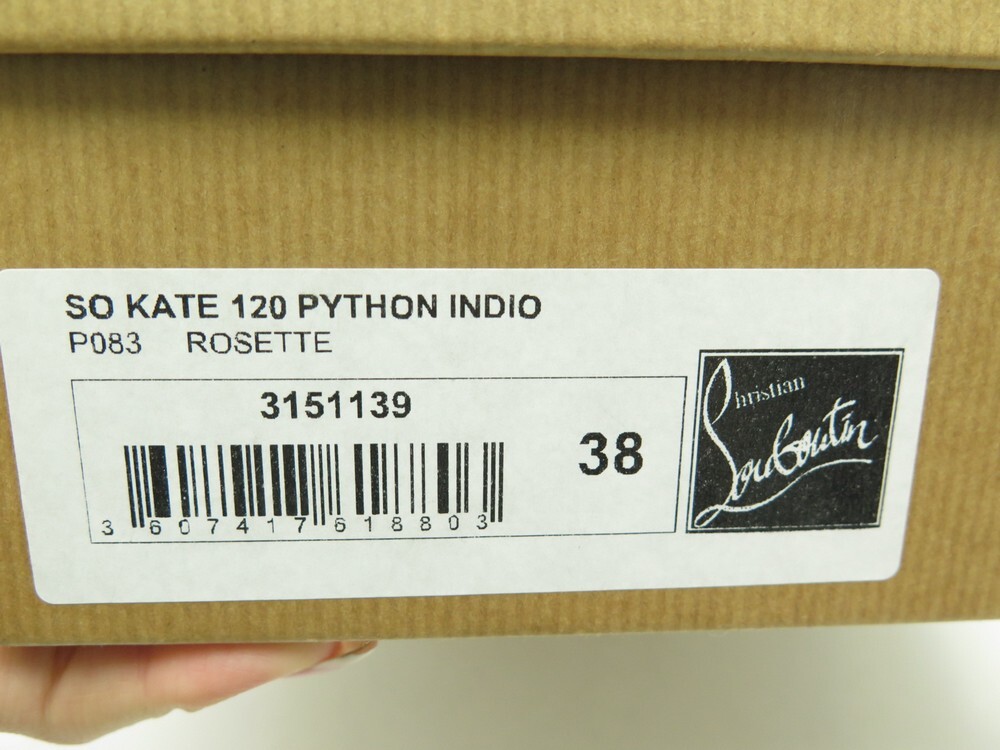 SO KATE 120 PYTHON INDIO
P083 ROSETTE
3151139
38
3 607417 618803
Christian
Louboutin